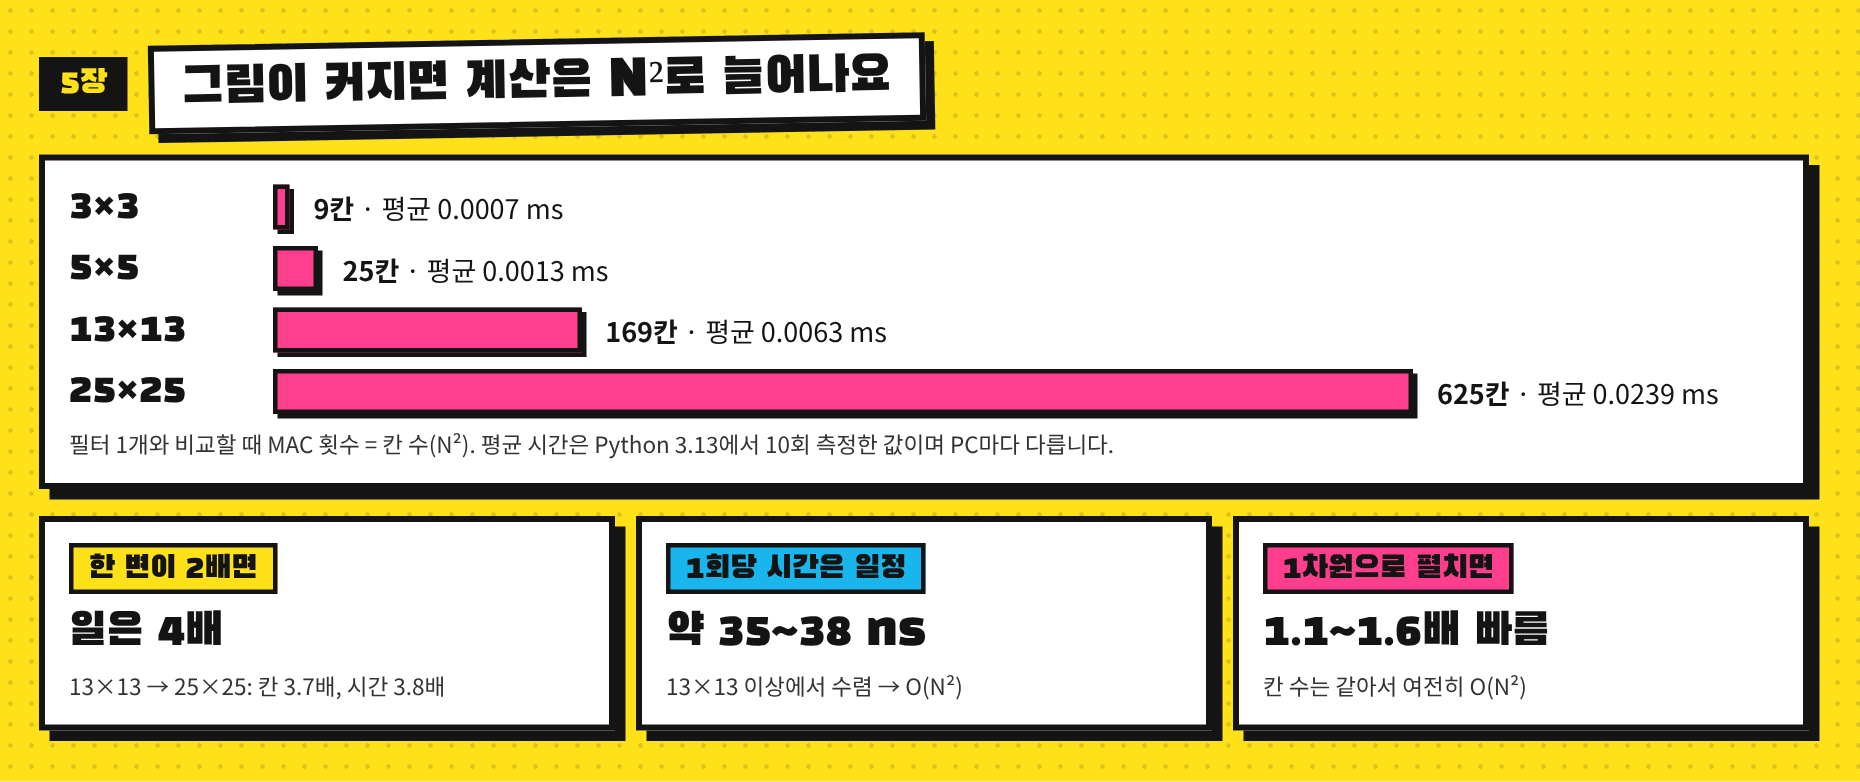 5장
그림이 커지면 계산은 N²로 늘어나요
3×3
9칸 · 평균 0.0007 ms
5×5
25칸 · 평균 0.0013 ms
13×13
169칸 · 평균 0.0063 ms
25×25
625칸 · 평균 0.0239 ms
필터 1개와 비교할 때 MAC 횟수 = 칸 수(N²). 평균 시간은 Python 3.13에서 10회 측정한 값이며 PC마다 다릅니다.
한 변이 2배면
일은 4배
13×13 → 25×25: 칸 3.7배, 시간 3.8배
1회당 시간은 일정
약 35~38 ns
13×13 이상에서 수렴 → O(N²)
1차원으로 펼치면
1.1~1.6배 빠름
칸 수는 같아서 여전히 O(N²)